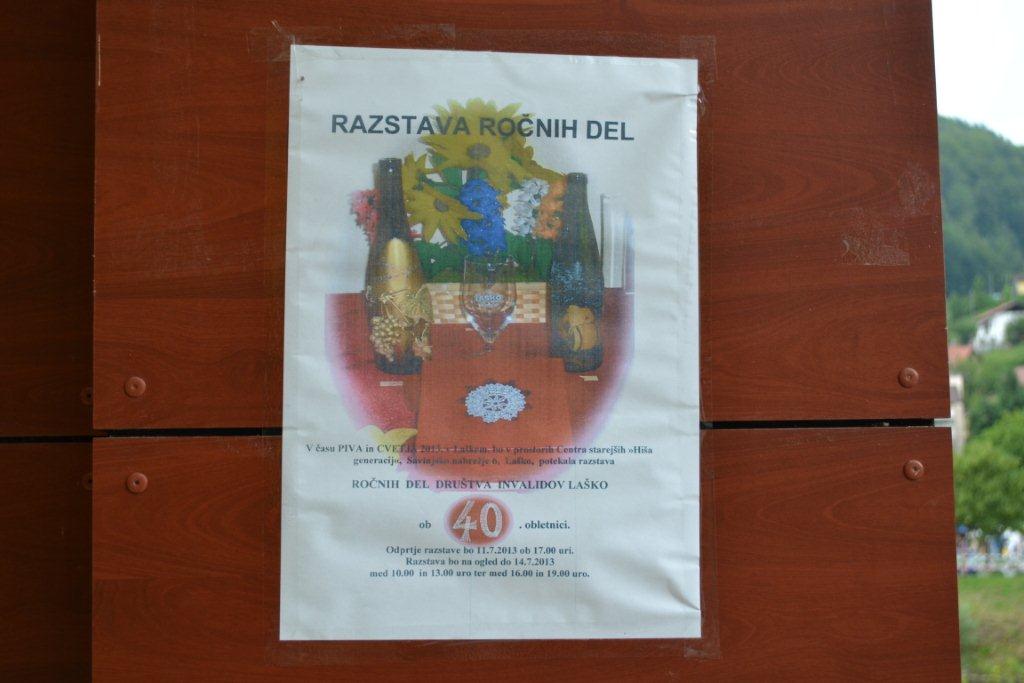 RAZSTAVA ROČNIH DEL
LAŠKO
V času PIVA in CVETJA 2013, v Laškem, bo v prostorih Centra starejših »Hiša
generacij«, Savinjsko nabrežje 6, Laško, potekala razstava
ROČNIH DEL DRUŠTVA INVALIDOV LAŠKO
ob 40 . obletnici.
Odprtje razstave bo 11.7.2013 ob 17.00 uri.
Razstava bo na ogled do 14.7.2013
med 10.00 in 13.00 uro ter med 16.00 in 19.00 uro.